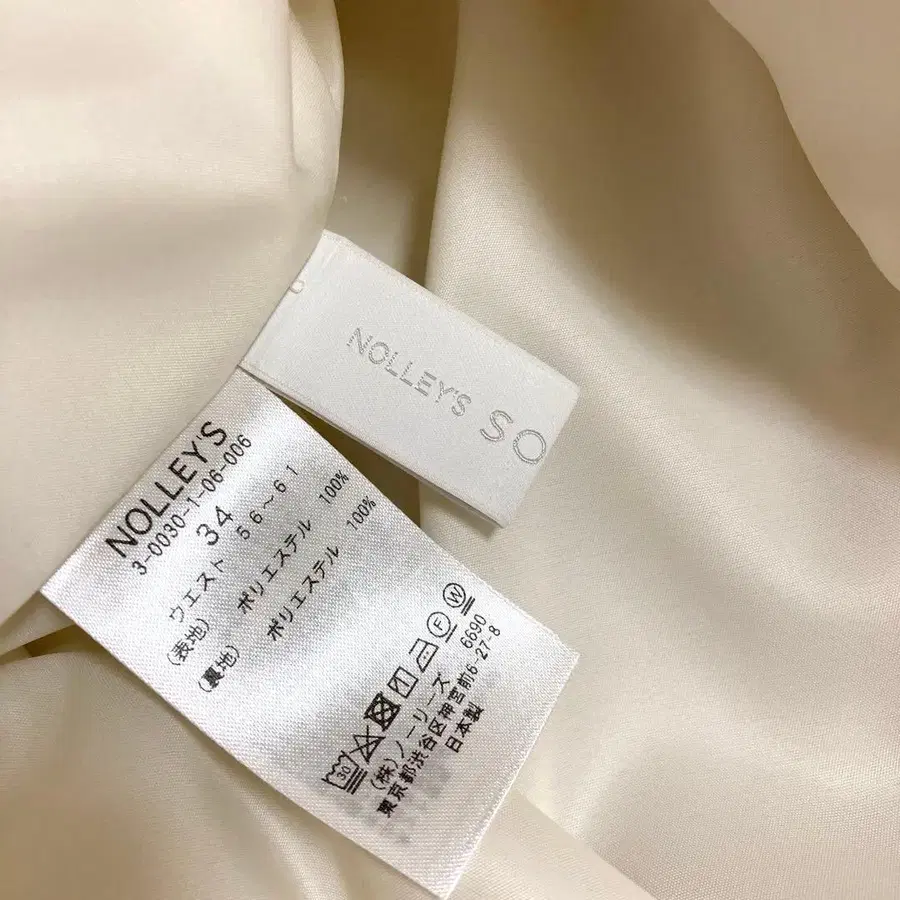 NOLLEY'S SO
NOLLEY'S
3-0030-1-06-006
34
ウェスト 56～61
(表地) ポリエステル 100%
(裏地) ポリエステル 100%
30 F W
6690
(株)ノーリーズ
東京都渋谷区神宮前6-27-8
日本製